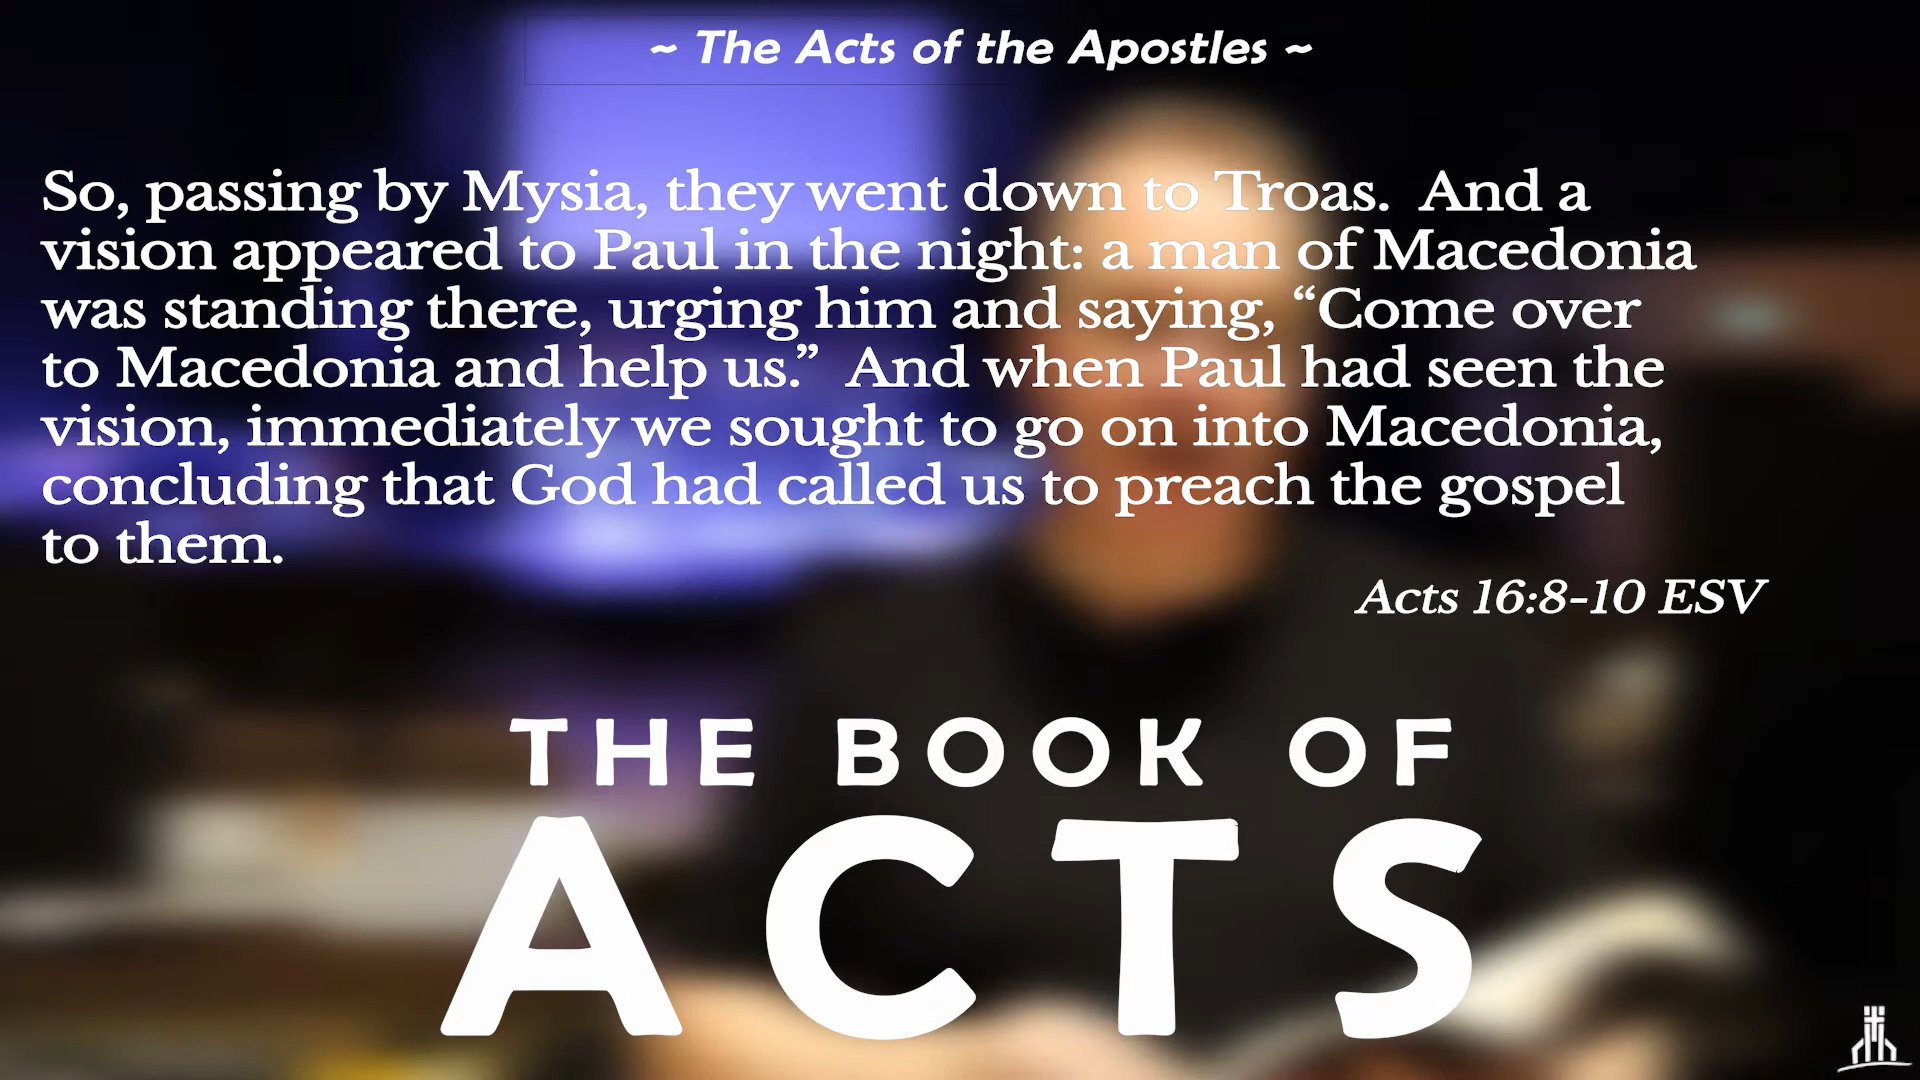 ~ The Acts of the Apostles ~
So, passing by Mysia, they went down to Troas.  And a
vision appeared to Paul in the night: a man of Macedonia
was standing there, urging him and saying, “Come over
to Macedonia and help us.”  And when Paul had seen the
vision, immediately we sought to go on into Macedonia,
concluding that God had called us to preach the gospel
to them.
Acts 16:8-10 ESV
THE BOOK OF
ACTS